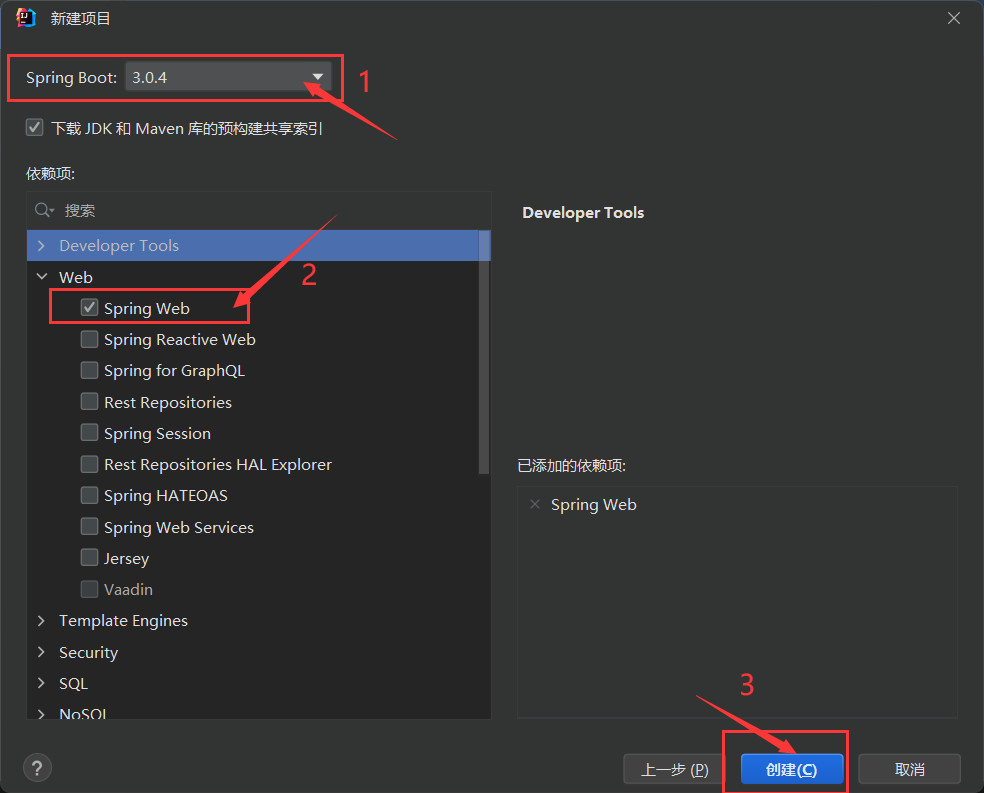 新建项目
Spring Boot: 3.0.4
1
下载 JDK 和 Maven 库的预构建共享索引
依赖项:
搜索
Developer Tools
Web
2
Spring Web
Spring Reactive Web
Spring for GraphQL
Rest Repositories
Spring Session
Rest Repositories HAL Explorer
Spring HATEOAS
Spring Web Services
Jersey
Vaadin
Template Engines
Security
SQL
NoSQL
Developer Tools
已添加的依赖项:
Spring Web
3
?
上一步 (P)
创建(C)
取消